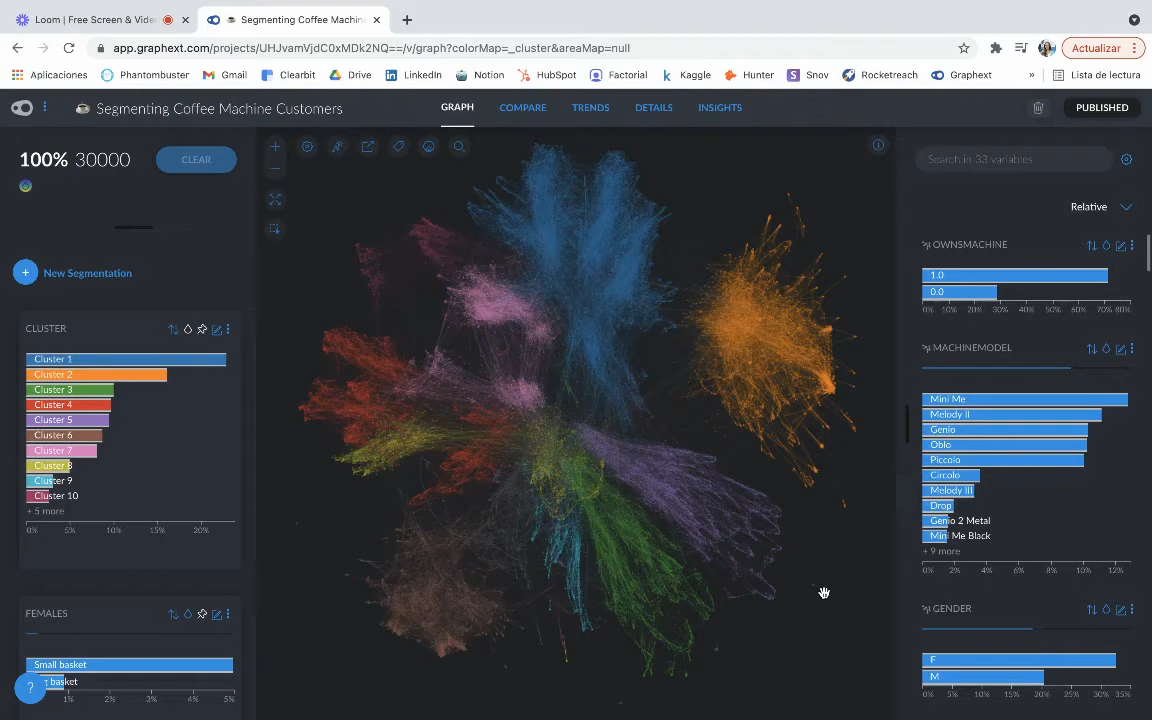 Loom | Free Screen & Vide
Segmenting Coffee Machin
app.graphext.com/projects/UHJvamVjdC0xMDk2NQ==/v/graph?colorMap=_cluster&areaMap=null
Actualizar
Aplicaciones
Phantombuster
Gmail
Clearbit
Drive
LinkedIn
Notion
HubSpot
Factorial
Kaggle
Hunter
Snov
Rocketreach
Graphext
»
Lista de lectura
Segmenting Coffee Machine Customers
GRAPH
COMPARE
TRENDS
DETAILS
INSIGHTS
PUBLISHED
100% 30000
CLEAR
New Segmentation
CLUSTER
Cluster 1
Cluster 2
Cluster 3
Cluster 4
Cluster 5
Cluster 6
Cluster 7
Cluster 8
Cluster 9
Cluster 10
+ 5 more
0% 5% 10% 15% 20%
FEMALES
Small basket
basket
1% 2% 3% 4% 5%
?
Search in 33 variables
Relative
OWNSMACHINE
1.0
0.0
0% 10% 20% 30% 40% 50% 60% 70% 80%
MACHINEMODEL
Mini Me
Melody II
Genio
Oblo
Piccolo
Circolo
Melody III
Drop
Genio 2 Metal
Mini Me Black
+ 9 more
0% 2% 4% 6% 8% 10% 12%
GENDER
F
M
0% 5% 10% 15% 20% 25% 30% 35%